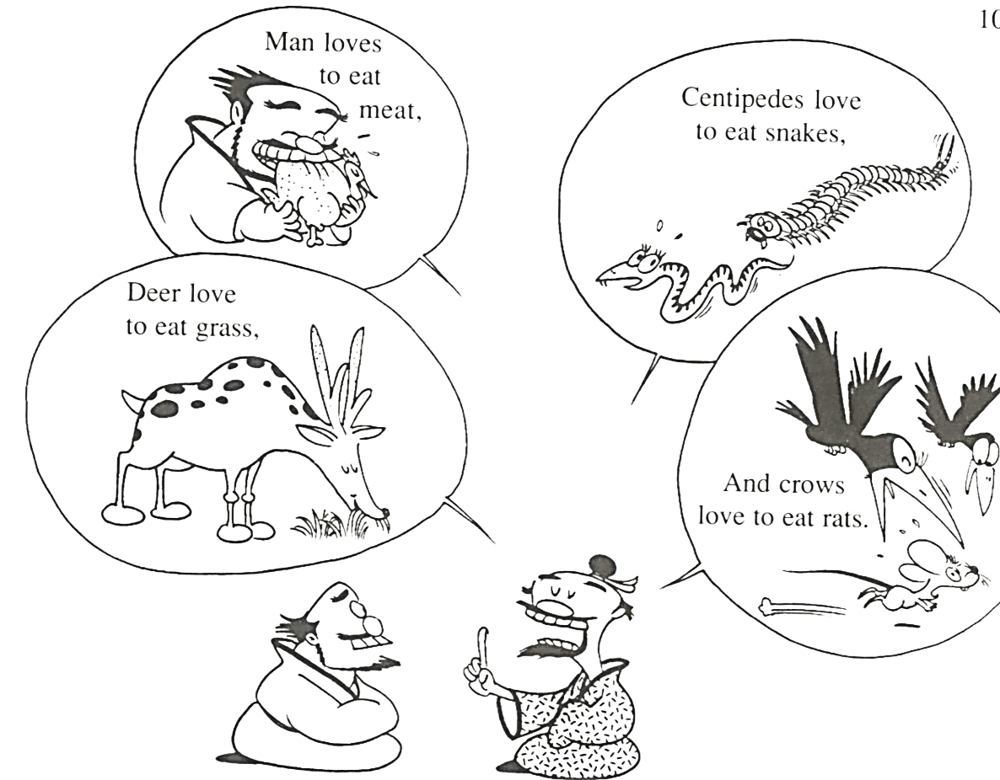 10
Man loves
to eat
meat,
Deer love
to eat grass,
Centipedes love
to eat snakes,
And crows
love to eat rats.